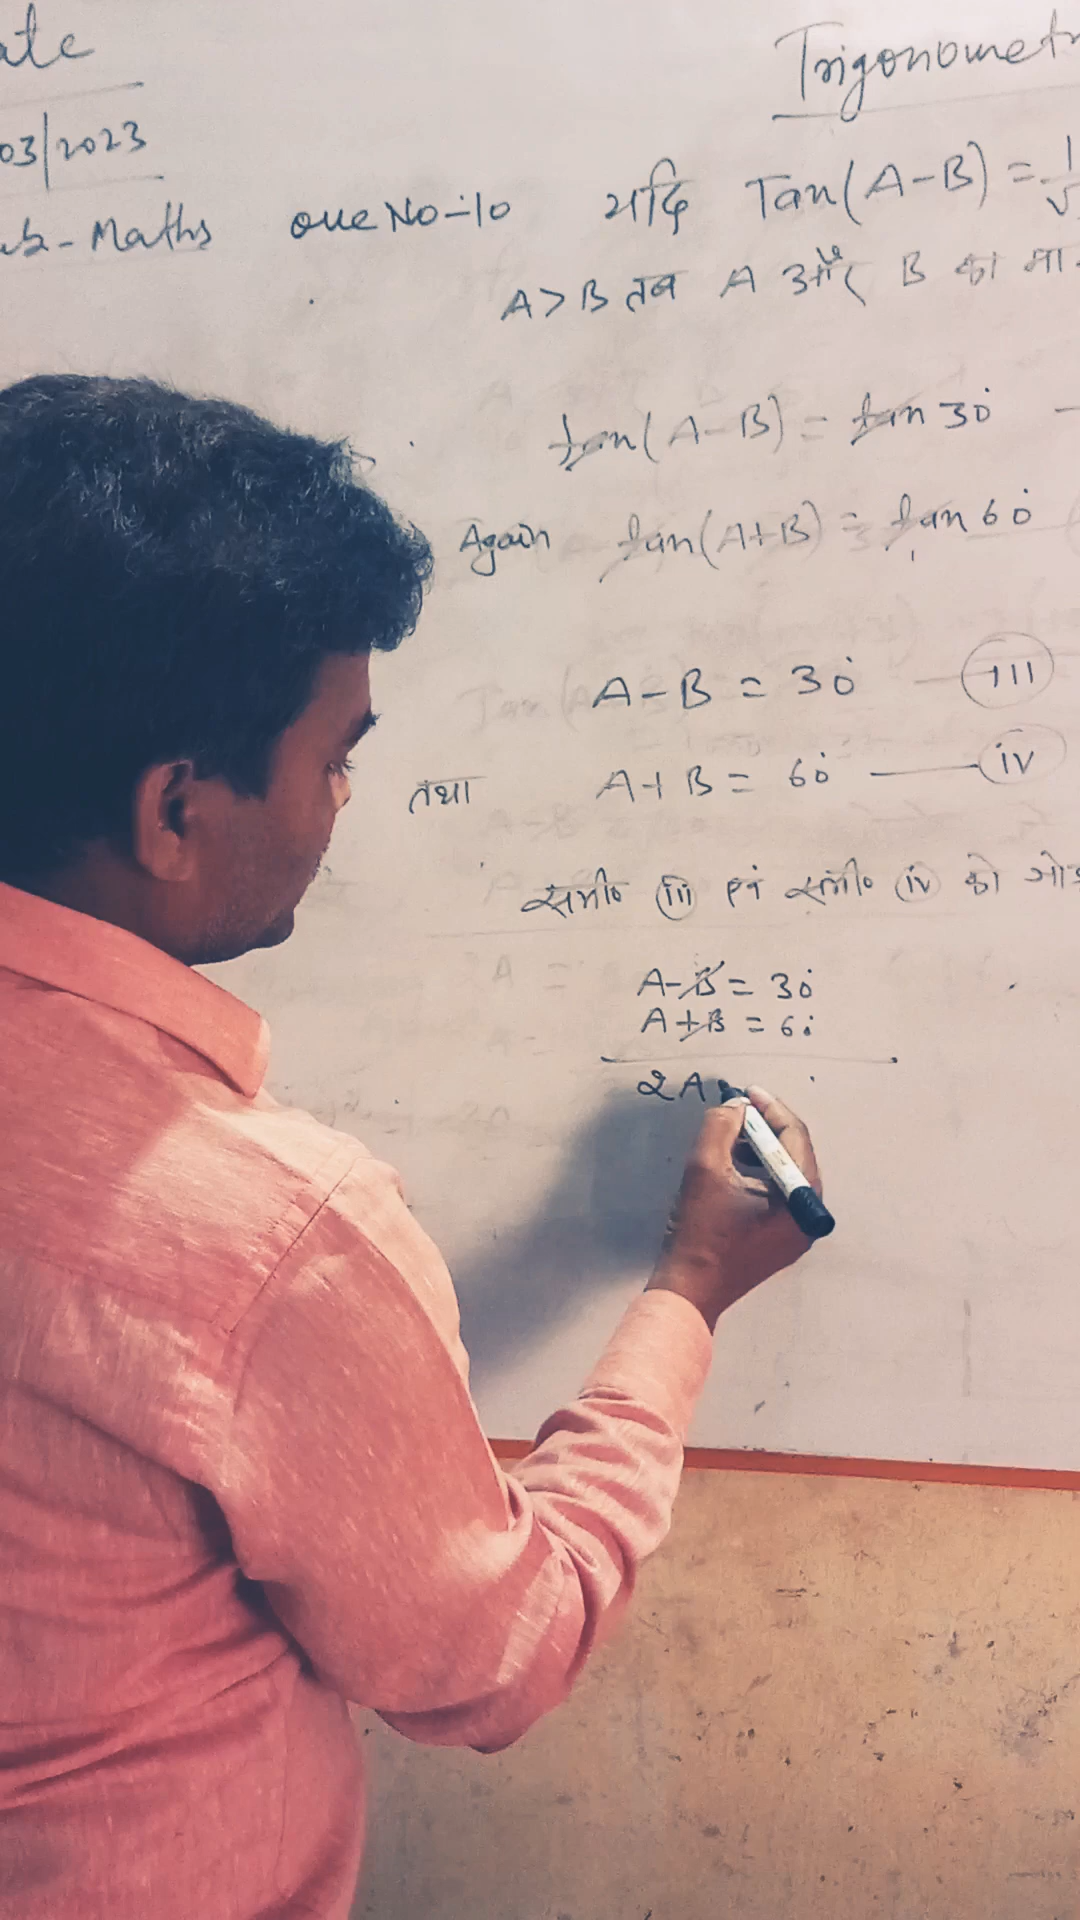 Trigonomet
03/2023
Maths que No-10 यदि Tan(A-B) = 1/√
A>B तब A और B का मा
tan(A-B) = tan 30°
Again tan(A+B) = tan 60°
A-B = 30° — iii
तथा A+B = 60° — iv
समी० iii एवं समी० iv को जोड़
A-B = 30°
A+B = 60°
2A